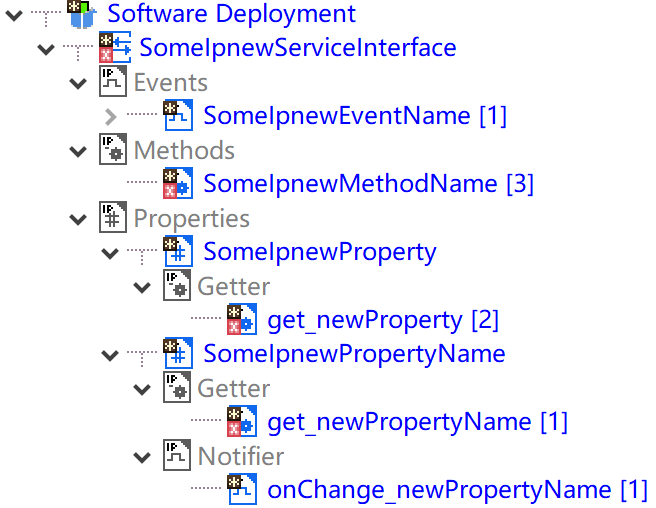 Software Deployment
SomeIpnewServiceInterface
Events
SomeIpnewEventName [1]
Methods
SomeIpnewMethodName [3]
Properties
SomeIpnewProperty
Getter
get_newProperty [2]
SomeIpnewPropertyName
Getter
get_newPropertyName [1]
Notifier
onChange_newPropertyName [1]